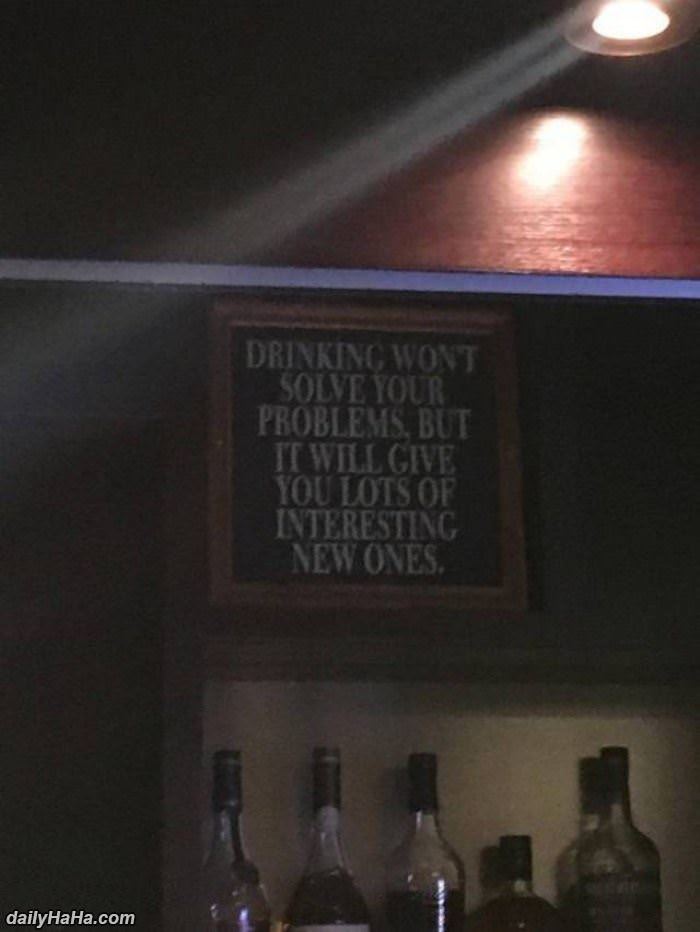 DRINKING WON'T
SOLVE YOUR
PROBLEMS, BUT
IT WILL GIVE
YOU LOTS OF
INTERESTING
NEW ONES.
dailyHaHa.com